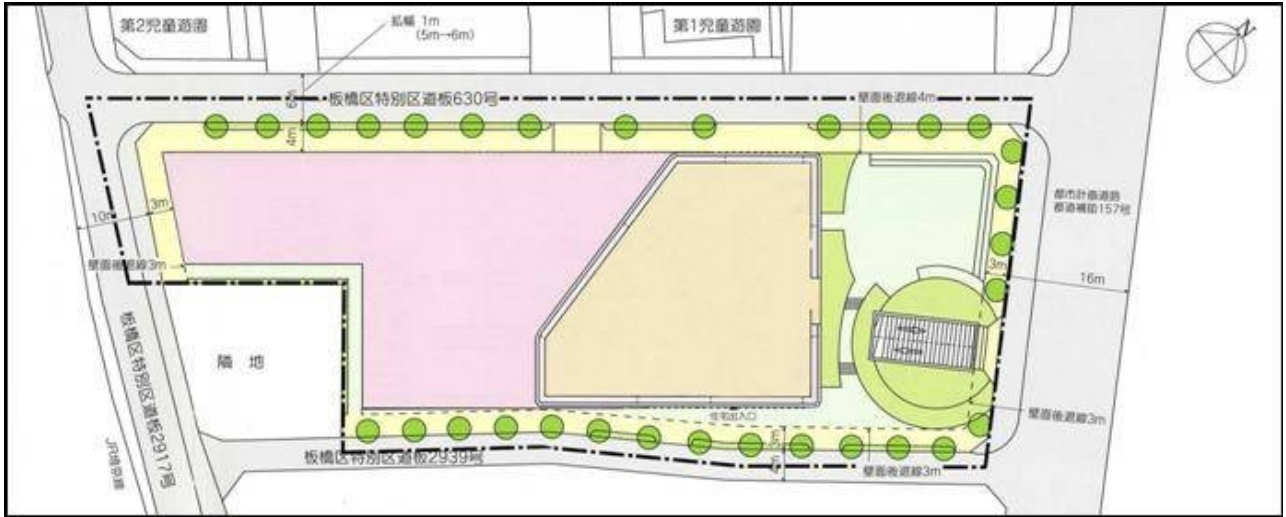 第2児童遊園
拡幅 1m
(5m→6m)
第1児童遊園
N
6m
板橋区特別区道板630号
壁面後退線4m
4m
都市計画道路
都道補助157号
10m
3m
壁面後退線3m
3m
16m
隣 地
板橋区特別区道板2917号
JR埼京線
住宅出入口
壁面後退線3m
3m
4m
壁面後退線3m
板橋区特別区道板2939号